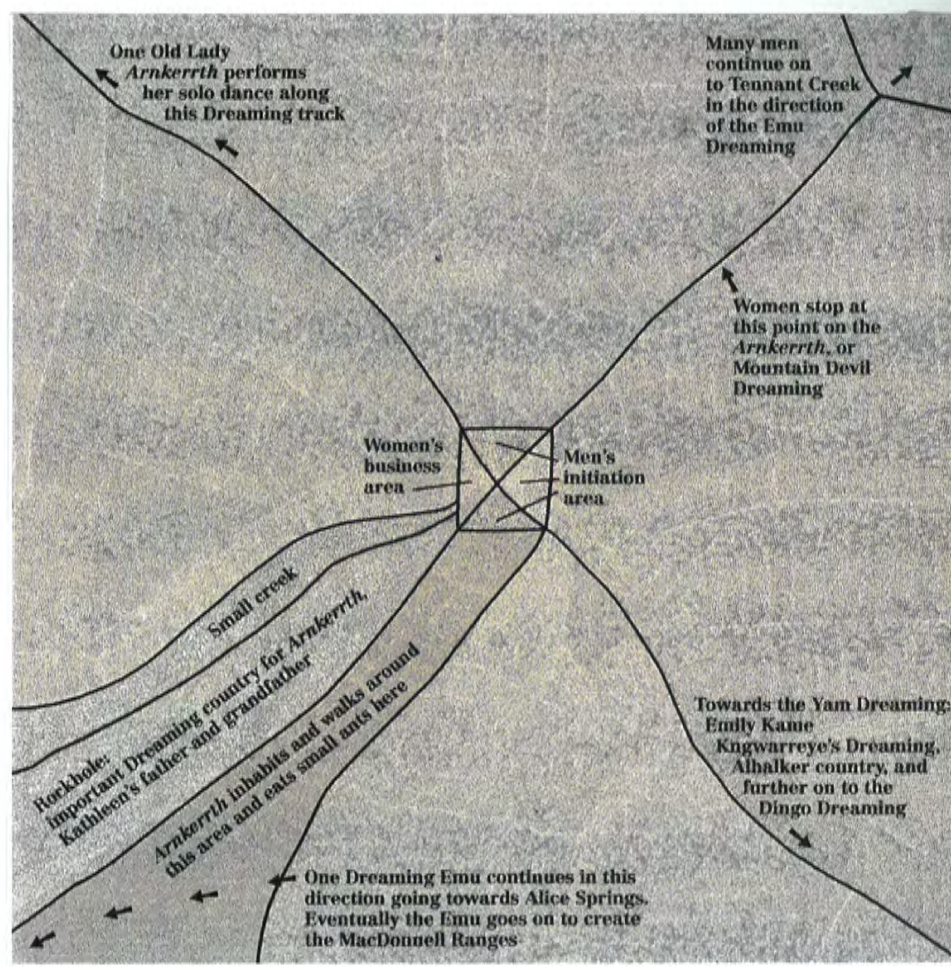 One Old Lady
Arnkerrth performs
her solo dance along
this Dreaming track
Many men
continue on
to Tennant Creek
in the direction
of the Emu
Dreaming
Women stop at
this point on the
Arnkerrth, or
Mountain Devil
Dreaming
Women's
business
area
Men's
initiation
area
Small creek
Rockhole:
important Dreaming country for Arnkerrth,
Kathleen's father and grandfather
Arnkerrth inhabits and walks around
this area and eats small ants here
Towards the Yam Dreaming:
Emily Kame
Kngwarreye's Dreaming,
Alhalker country, and
further on to the
Dingo Dreaming
One Dreaming Emu continues in this
direction going towards Alice Springs.
Eventually the Emu goes on to create
the MacDonnell Ranges